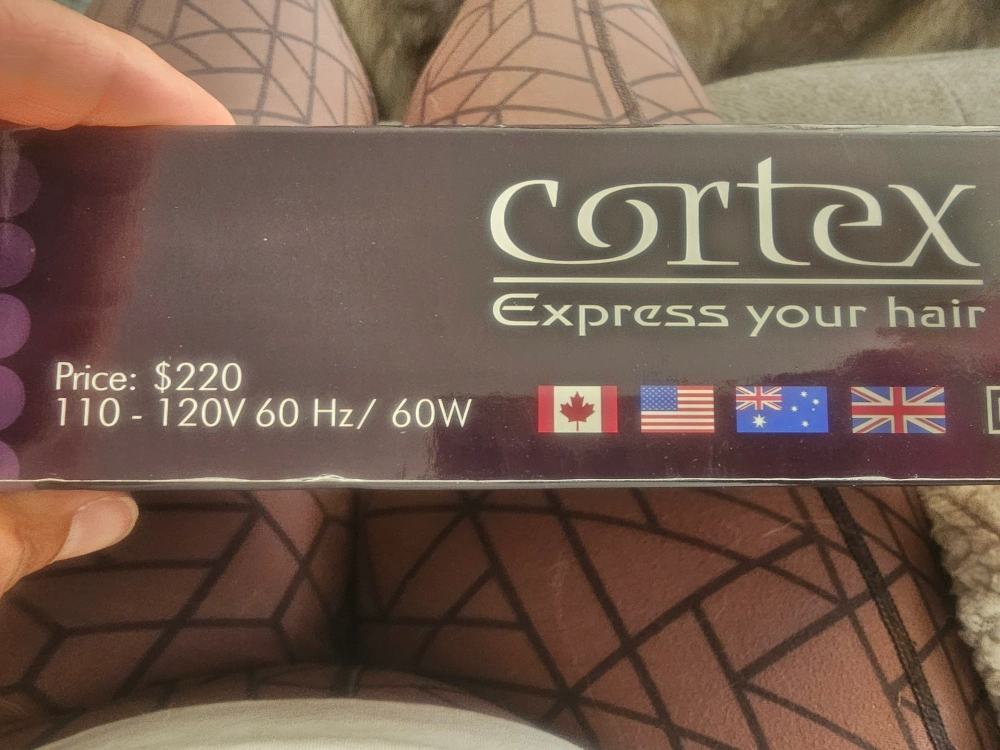 cortex
Express your hair
Price: $220
110 - 120V 60 Hz/ 60W